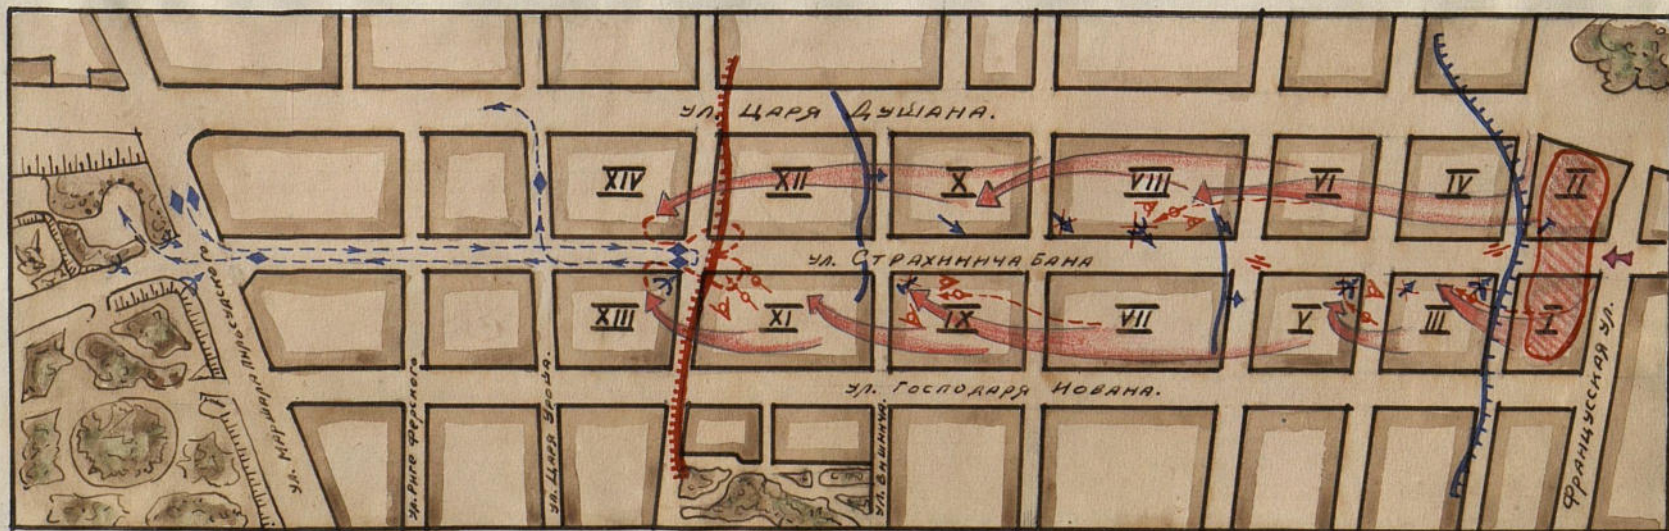 ул. Царя Душана.
XIV
XII
X
VIII
VI
IV
II
ул. Страхинича Бана
XIII
XI
IX
VII
V
III
I
ул. Господаря Иована.
ул. Маршала Пилсудского
ул. Риге Ферского
ул. Царя Уроша.
ул. Вишнича.
Французская ул.